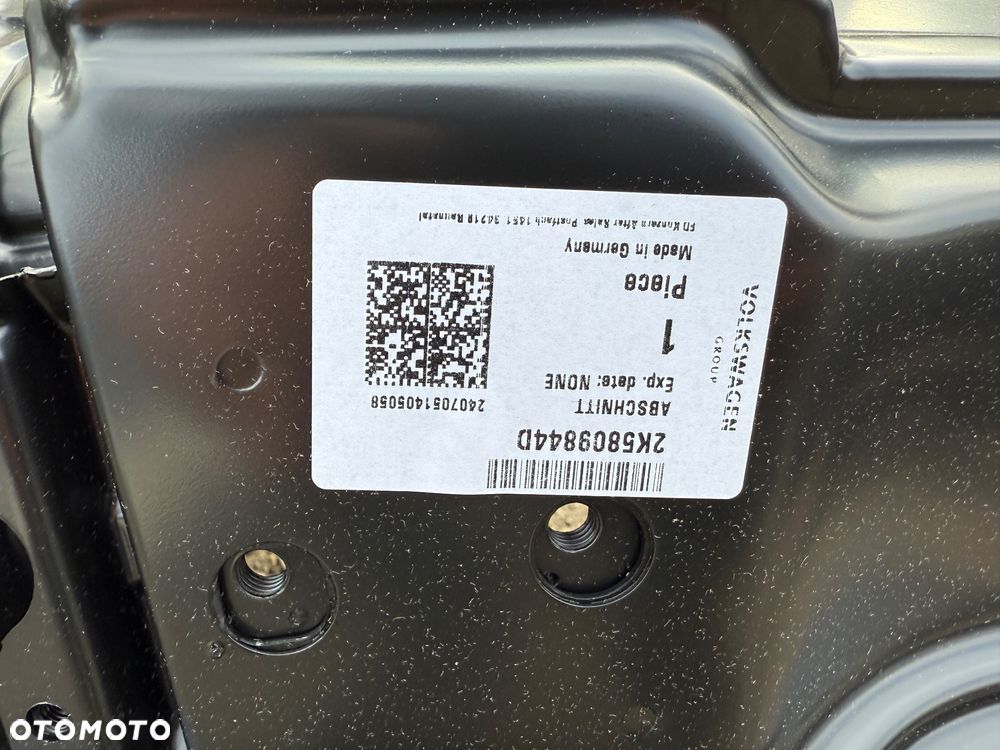 2K5809844D
ABSCHNITT
Exp. date: NONE
2407051405058
1
Piece
Made in Germany
FD Konzern After Sales Postfach 1451 34218 Baunatal
VOLKSWAGEN
GROUP
OTOMOTO